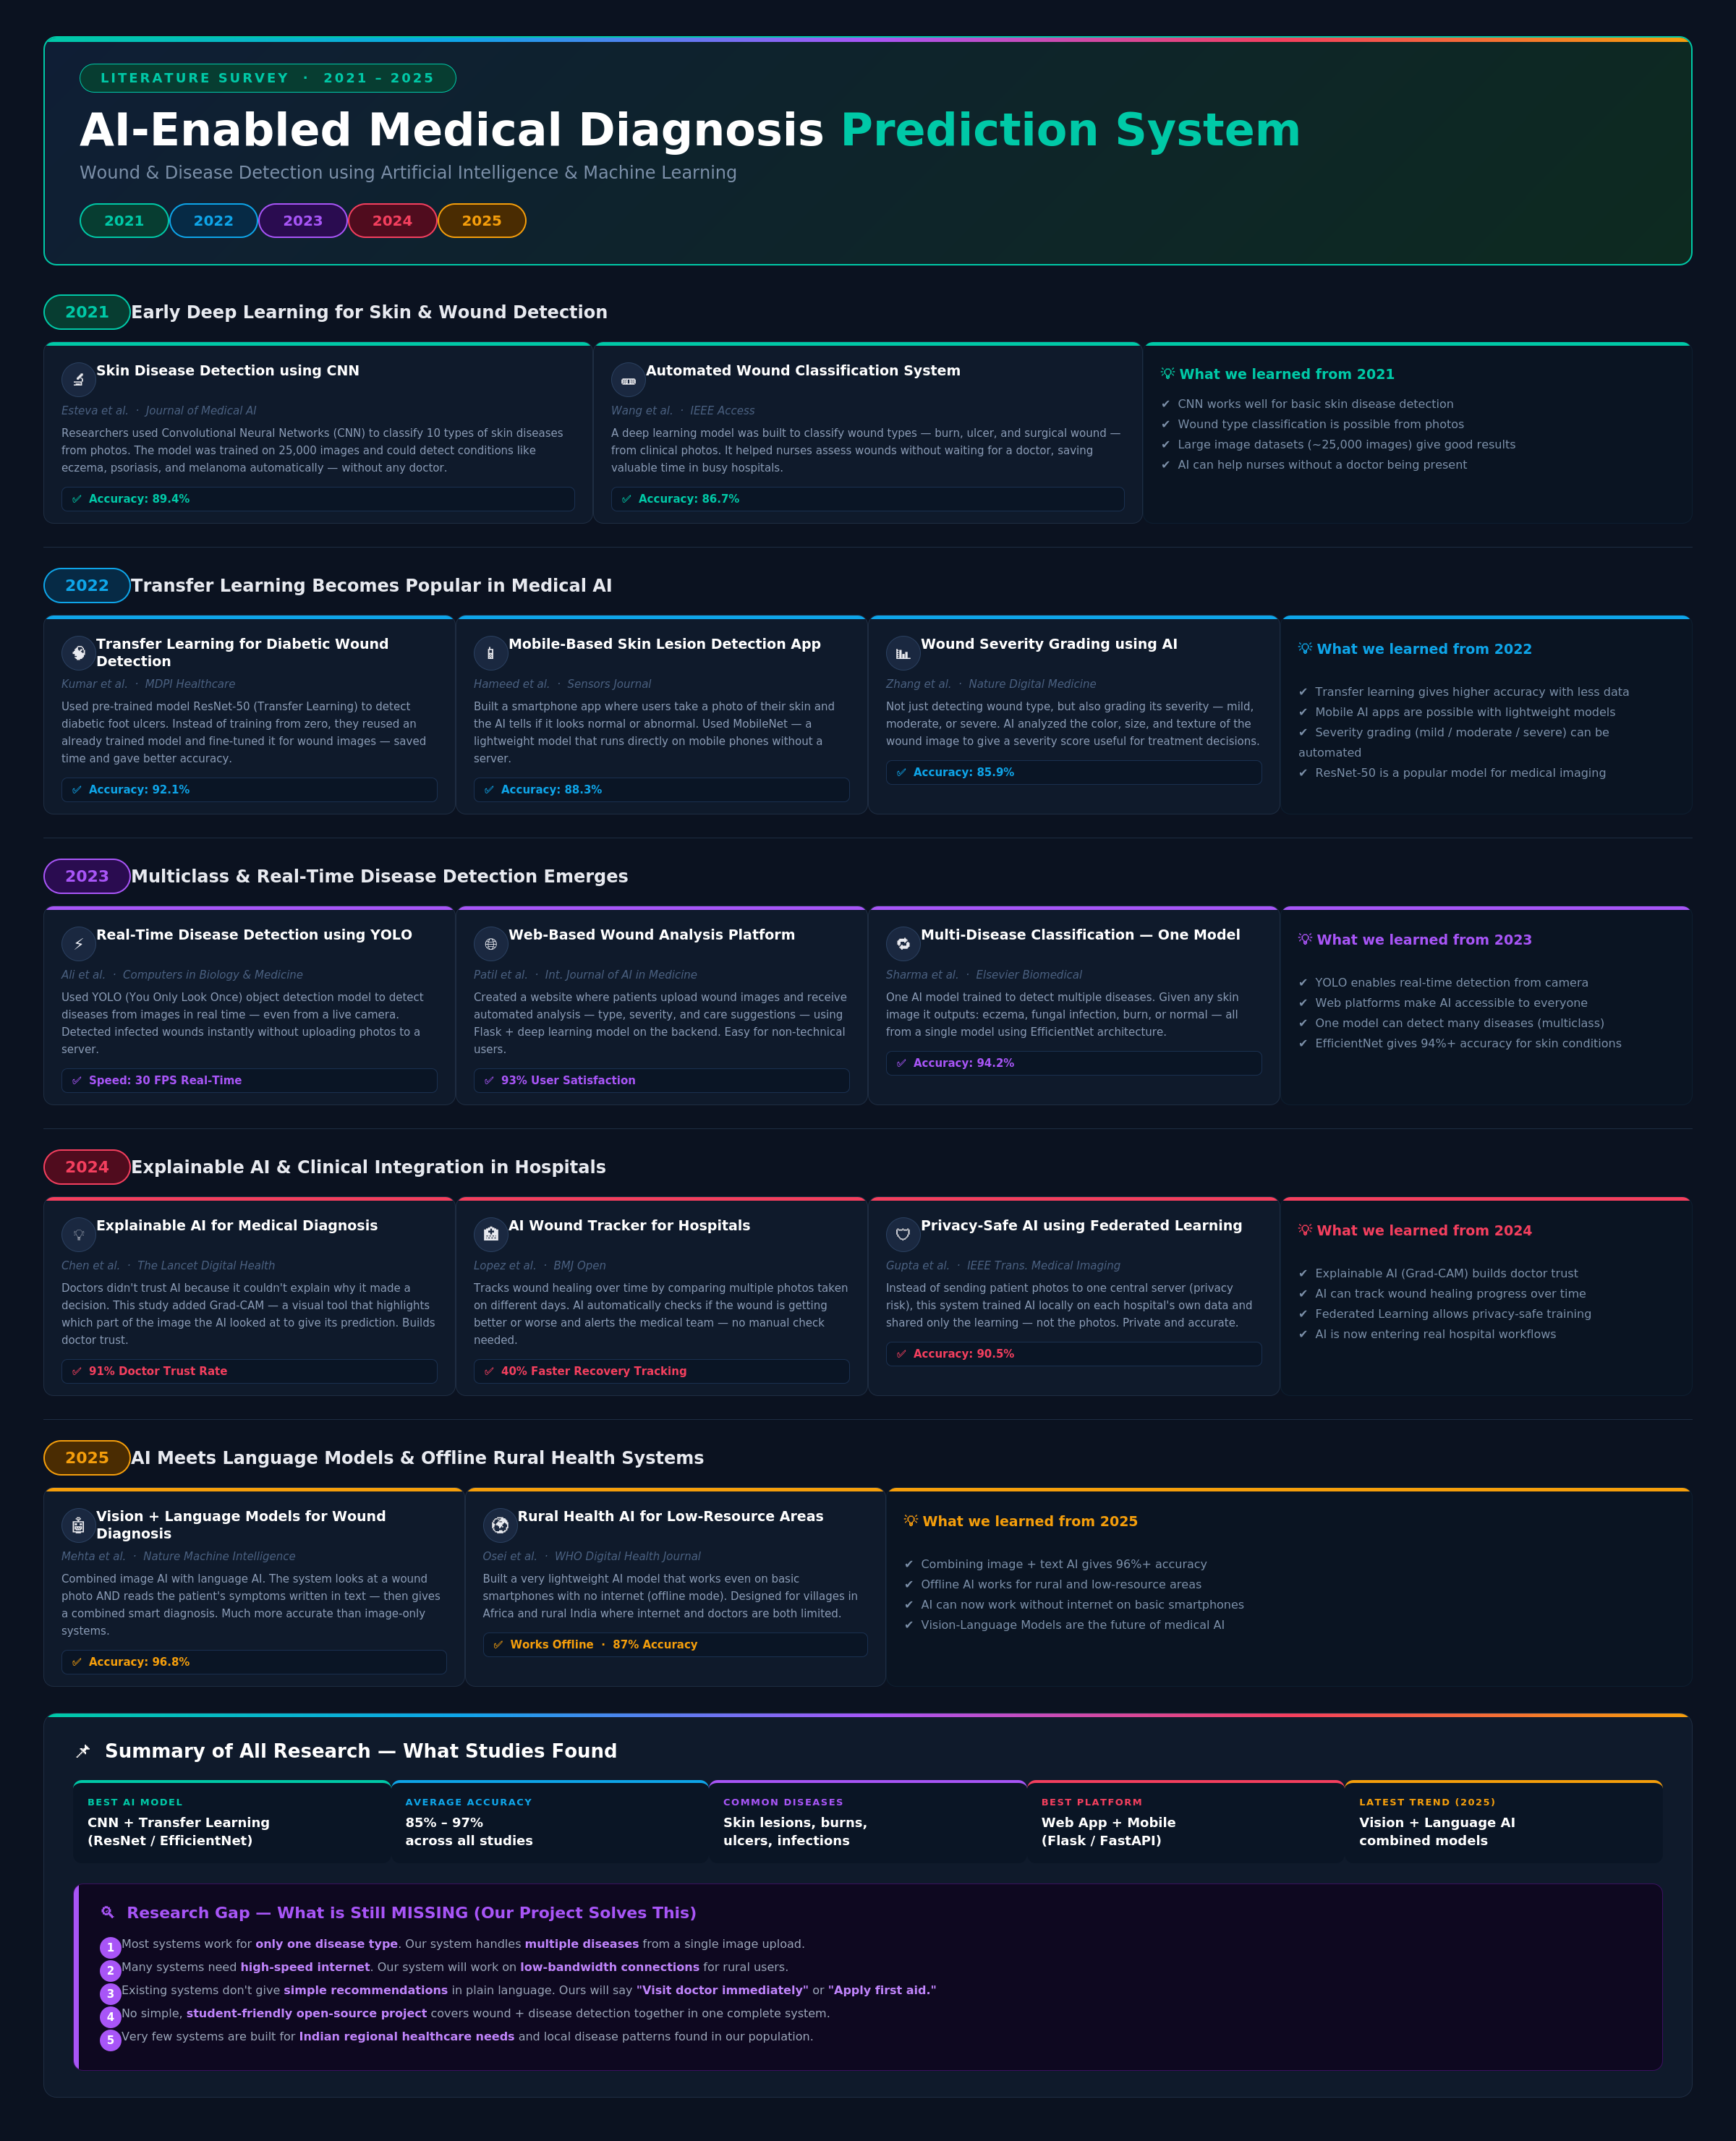 LITERATURE SURVEY · 2021 – 2025
AI-Enabled Medical Diagnosis Prediction System
Wound & Disease Detection using Artificial Intelligence & Machine Learning
2021
2022
2023
2024
2025
2021
Early Deep Learning for Skin & Wound Detection
Skin Disease Detection using CNN
Esteva et al. · Journal of Medical AI
Researchers used Convolutional Neural Networks (CNN) to classify 10 types of skin diseases
from photos. The model was trained on 25,000 images and could detect conditions like
eczema, psoriasis, and melanoma automatically — without any doctor.
✅ Accuracy: 89.4%
Automated Wound Classification System
Wang et al. · IEEE Access
A deep learning model was built to classify wound types — burn, ulcer, and surgical wound —
from clinical photos. It helped nurses assess wounds without waiting for a doctor, saving
valuable time in busy hospitals.
✅ Accuracy: 86.7%
💡 What we learned from 2021
✔ CNN works well for basic skin disease detection
✔ Wound type classification is possible from photos
✔ Large image datasets (~25,000 images) give good results
✔ AI can help nurses without a doctor being present
2022
Transfer Learning Becomes Popular in Medical AI
Transfer Learning for Diabetic Wound
Detection
Kumar et al. · MDPI Healthcare
Used pre-trained model ResNet-50 (Transfer Learning) to detect
diabetic foot ulcers. Instead of training from zero, they reused an
already trained model and fine-tuned it for wound images — saved
time and gave better accuracy.
✅ Accuracy: 92.1%
Mobile-Based Skin Lesion Detection App
Hameed et al. · Sensors Journal
Built a smartphone app where users take a photo of their skin and
the AI tells if it looks normal or abnormal. Used MobileNet — a
lightweight model that runs directly on mobile phones without a
server.
✅ Accuracy: 88.3%
Wound Severity Grading using AI
Zhang et al. · Nature Digital Medicine
Not just detecting wound type, but also grading its severity — mild,
moderate, or severe. AI analyzed the color, size, and texture of the
wound image to give a severity score useful for treatment decisions.
✅ Accuracy: 85.9%
💡 What we learned from 2022
✔ Transfer learning gives higher accuracy with less data
✔ Mobile AI apps are possible with lightweight models
✔ Severity grading (mild / moderate / severe) can be
automated
✔ ResNet-50 is a popular model for medical imaging
2023
Multiclass & Real-Time Disease Detection Emerges
Real-Time Disease Detection using YOLO
Ali et al. · Computers in Biology & Medicine
Used YOLO (You Only Look Once) object detection model to detect
diseases from images in real time — even from a live camera.
Detected infected wounds instantly without uploading photos to a
server.
✅ Speed: 30 FPS Real-Time
Web-Based Wound Analysis Platform
Patil et al. · Int. Journal of AI in Medicine
Created a website where patients upload wound images and receive
automated analysis — type, severity, and care suggestions — using
Flask + deep learning model on the backend. Easy for non-technical
users.
✅ 93% User Satisfaction
Multi-Disease Classification — One Model
Sharma et al. · Elsevier Biomedical
One AI model trained to detect multiple diseases. Given any skin
image it outputs: eczema, fungal infection, burn, or normal — all
from a single model using EfficientNet architecture.
✅ Accuracy: 94.2%
💡 What we learned from 2023
✔ YOLO enables real-time detection from camera
✔ Web platforms make AI accessible to everyone
✔ One model can detect many diseases (multiclass)
✔ EfficientNet gives 94%+ accuracy for skin conditions
2024
Explainable AI & Clinical Integration in Hospitals
Explainable AI for Medical Diagnosis
Chen et al. · The Lancet Digital Health
Doctors didn't trust AI because it couldn't explain why it made a
decision. This study added Grad-CAM — a visual tool that highlights
which part of the image the AI looked at to give its prediction. Builds
doctor trust.
✅ 91% Doctor Trust Rate
AI Wound Tracker for Hospitals
Lopez et al. · BMJ Open
Tracks wound healing over time by comparing multiple photos taken
on different days. AI automatically checks if the wound is getting
better or worse and alerts the medical team — no manual check
needed.
✅ 40% Faster Recovery Tracking
Privacy-Safe AI using Federated Learning
Gupta et al. · IEEE Trans. Medical Imaging
Instead of sending patient photos to one central server (privacy
risk), this system trained AI locally on each hospital's own data and
shared only the learning — not the photos. Private and accurate.
✅ Accuracy: 90.5%
💡 What we learned from 2024
✔ Explainable AI (Grad-CAM) builds doctor trust
✔ AI can track wound healing progress over time
✔ Federated Learning allows privacy-safe training
✔ AI is now entering real hospital workflows
2025
AI Meets Language Models & Offline Rural Health Systems
Vision + Language Models for Wound
Diagnosis
Mehta et al. · Nature Machine Intelligence
Combined image AI with language AI. The system looks at a wound
photo AND reads the patient's symptoms written in text — then gives
a combined smart diagnosis. Much more accurate than image-only
systems.
✅ Accuracy: 96.8%
Rural Health AI for Low-Resource Areas
Osei et al. · WHO Digital Health Journal
Built a very lightweight AI model that works even on basic
smartphones with no internet (offline mode). Designed for villages in
Africa and rural India where internet and doctors are both limited.
✅ Works Offline · 87% Accuracy
💡 What we learned from 2025
✔ Combining image + text AI gives 96%+ accuracy
✔ Offline AI works for rural and low-resource areas
✔ AI can now work without internet on basic smartphones
✔ Vision-Language Models are the future of medical AI
📌 Summary of All Research — What Studies Found
BEST AI MODEL
CNN + Transfer Learning
(ResNet / EfficientNet)
AVERAGE ACCURACY
85% – 97%
across all studies
COMMON DISEASES
Skin lesions, burns,
ulcers, infections
BEST PLATFORM
Web App + Mobile
(Flask / FastAPI)
LATEST TREND (2025)
Vision + Language AI
combined models
🔍 Research Gap — What is Still MISSING (Our Project Solves This)
1 Most systems work for only one disease type. Our system handles multiple diseases from a single image upload.
2 Many systems need high-speed internet. Our system will work on low-bandwidth connections for rural users.
3 Existing systems don't give simple recommendations in plain language. Ours will say "Visit doctor immediately" or "Apply first aid."
4 No simple, student-friendly open-source project covers wound + disease detection together in one complete system.
5 Very few systems are built for Indian regional healthcare needs and local disease patterns found in our population.